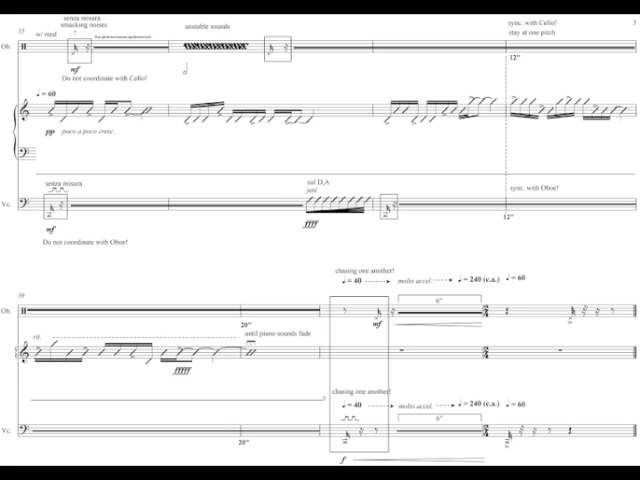 3
senza misura
smacking noises
35
w/ reed
unstable sounds
sync. with Cello!
stay at one pitch
Ob.
mf
12"
Do not coordinate with Cello!
♩ = 60
pp poco a poco cresc.
senza misura
sul D,A
jeté
sync. with Oboe!
Vc.
mf
ffff
12"
Do not coordinate with Oboe!
chasing one another!
♩ = 40 molto accel. ♩ = 240 (c.a.) ♩ = 60
39
6"
Ob.
20"
mf
rit.
until piano sounds fade
fffff
chasing one another!
♩ = 40 molto accel. ♩ = 240 (c.a.) ♩ = 60
6"
Vc.
20"
f